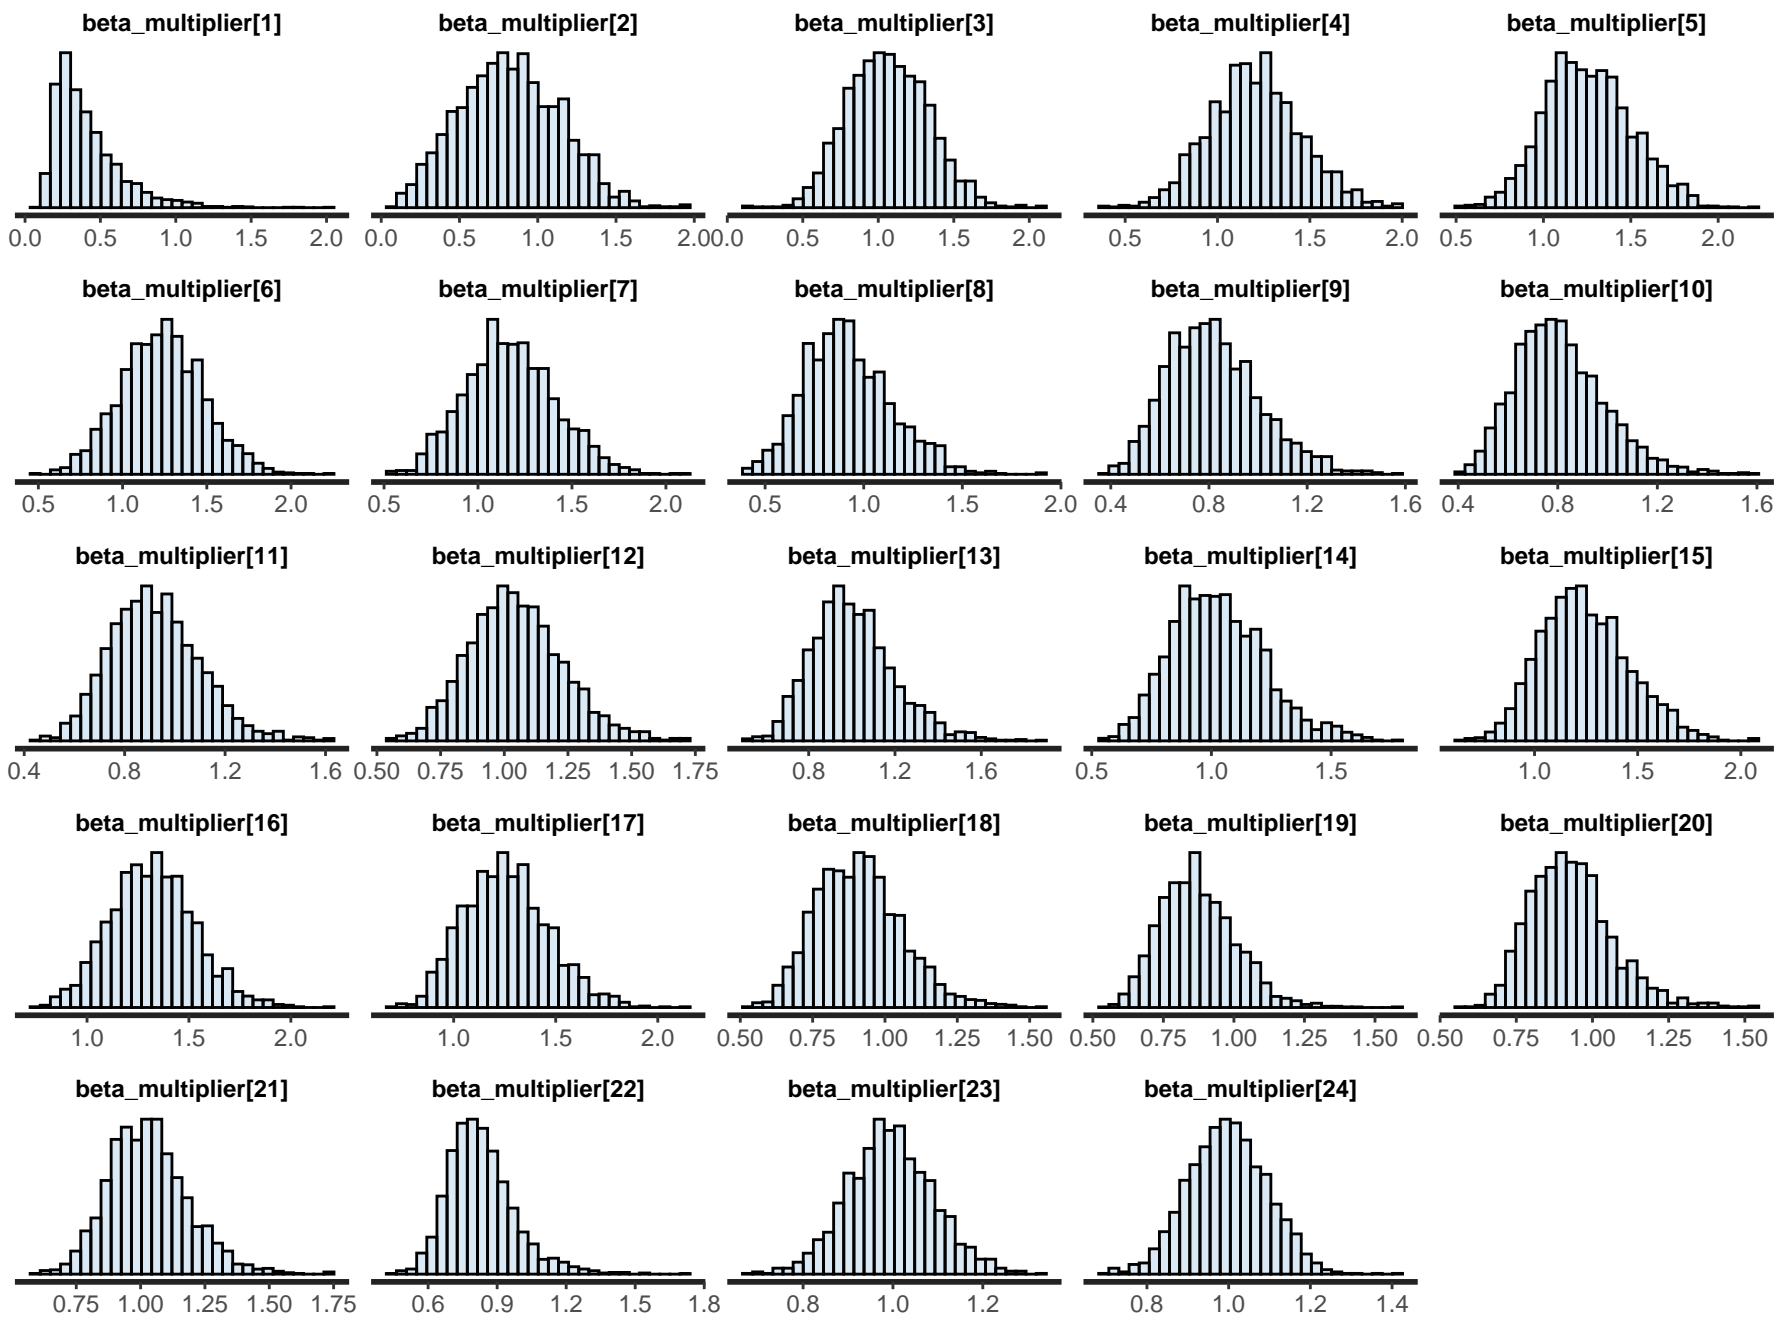 beta_multiplier[1] beta_multiplier[2] beta_multiplier[3] beta_multiplier[4] beta_multiplier[5]
0.0 0.5 1.0 1.5 2.0 0.0 0.5 1.0 1.5 2.0 0.0 0.5 1.0 1.5 2.0 0.5 1.0 1.5 2.0 0.5 1.0 1.5 2.0
beta_multiplier[6] beta_multiplier[7] beta_multiplier[8] beta_multiplier[9] beta_multiplier[10]
0.5 1.0 1.5 2.0 0.5 1.0 1.5 2.0 0.5 1.0 1.5 2.0 0.4 0.8 1.2 1.6 0.4 0.8 1.2 1.6
beta_multiplier[11] beta_multiplier[12] beta_multiplier[13] beta_multiplier[14] beta_multiplier[15]
0.4 0.8 1.2 1.6 0.50 0.75 1.00 1.25 1.50 1.75 0.8 1.2 1.6 0.5 1.0 1.5 1.0 1.5 2.0
beta_multiplier[16] beta_multiplier[17] beta_multiplier[18] beta_multiplier[19] beta_multiplier[20]
1.0 1.5 2.0 1.0 1.5 2.0 0.50 0.75 1.00 1.25 1.50 0.50 0.75 1.00 1.25 1.50 0.50 0.75 1.00 1.25 1.50
beta_multiplier[21] beta_multiplier[22] beta_multiplier[23] beta_multiplier[24]
0.75 1.00 1.25 1.50 1.75 0.6 0.9 1.2 1.5 1.8 0.8 1.0 1.2 0.8 1.0 1.2 1.4